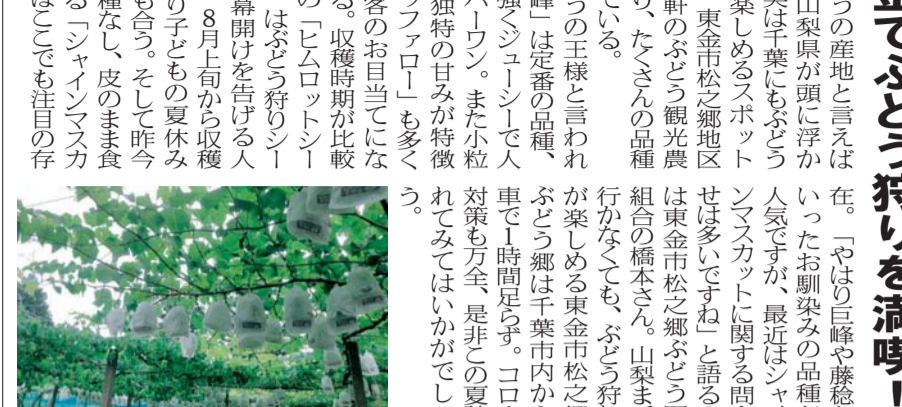 でぶどう狩りを満喫！
うの産地と言えば
山梨県が頭に浮か
実は千葉にもぶどう
楽しめるスポット
東金市松之郷地区
軒のぶどう観光農
り、たくさんの品種
ている。
うの王様と言われ
峰」は定番の品種、
強くジューシーで人
バーワン。また小粒
独特の甘みが特徴
ッファロー」も多く
客のお目当てにな
る。収穫時期が比較
の「ヒムロットシー
はぶどう狩りシー
幕開けを告げる人
8月上旬から収穫
り子どもの夏休み
も合う。そして昨今
種なし、皮のまま食
る「シャインマスカ
はここでも注目の存
在。「やはり巨峰や藤稔
いったお馴染みの品種
人気ですが、最近はシャ
ンマスカットに関する問
せは多いですね」と語る
は東金市松之郷ぶどう
組合の橋本さん。山梨ま
行かなくても、ぶどう狩
が楽しめる東金市松之郷
ぶどう郷は千葉市内か
車で1時間足らず。コロ
対策も万全、是非この夏
れてみてはいかがでし
う。